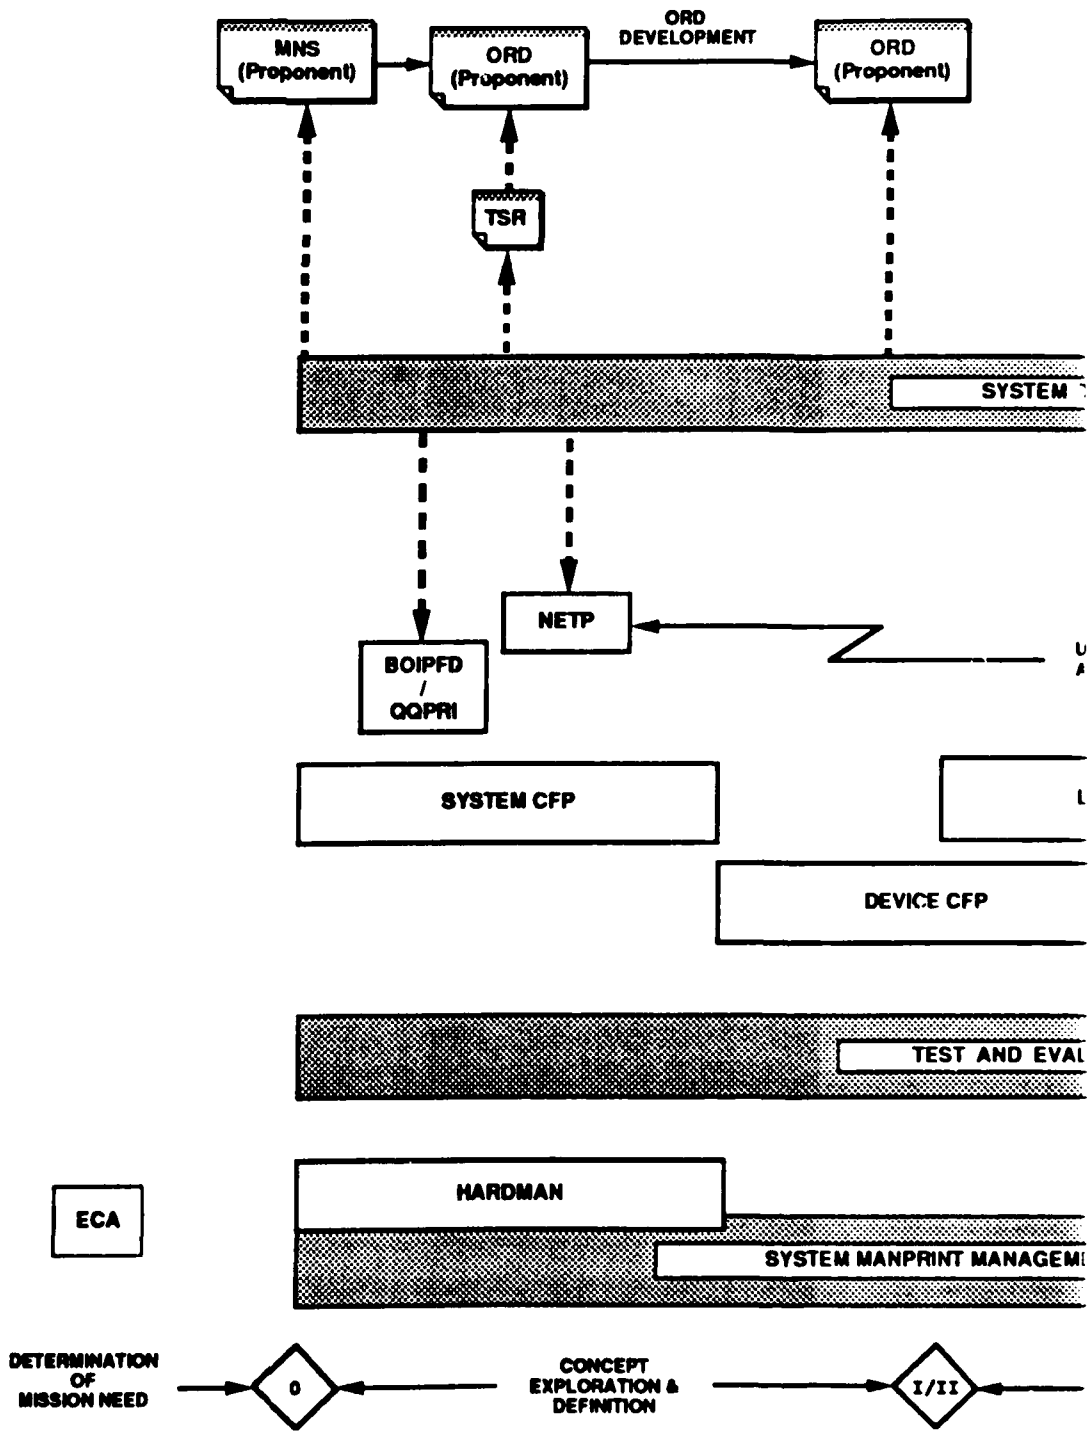 ORD
DEVELOPMENT
MNS
(Proponent)
ORD
(Proponent)
ORD
(Proponent)
TSR
SYSTEM
NETP
BOIPFD
/
QQPRI
SYSTEM CFP
L
DEVICE CFP
TEST AND EVAL
HARDMAN
ECA
SYSTEM MANPRINT MANAGEM
DETERMINATION
OF
MISSION NEED
0
CONCEPT
EXPLORATION &
DEFINITION
I/II